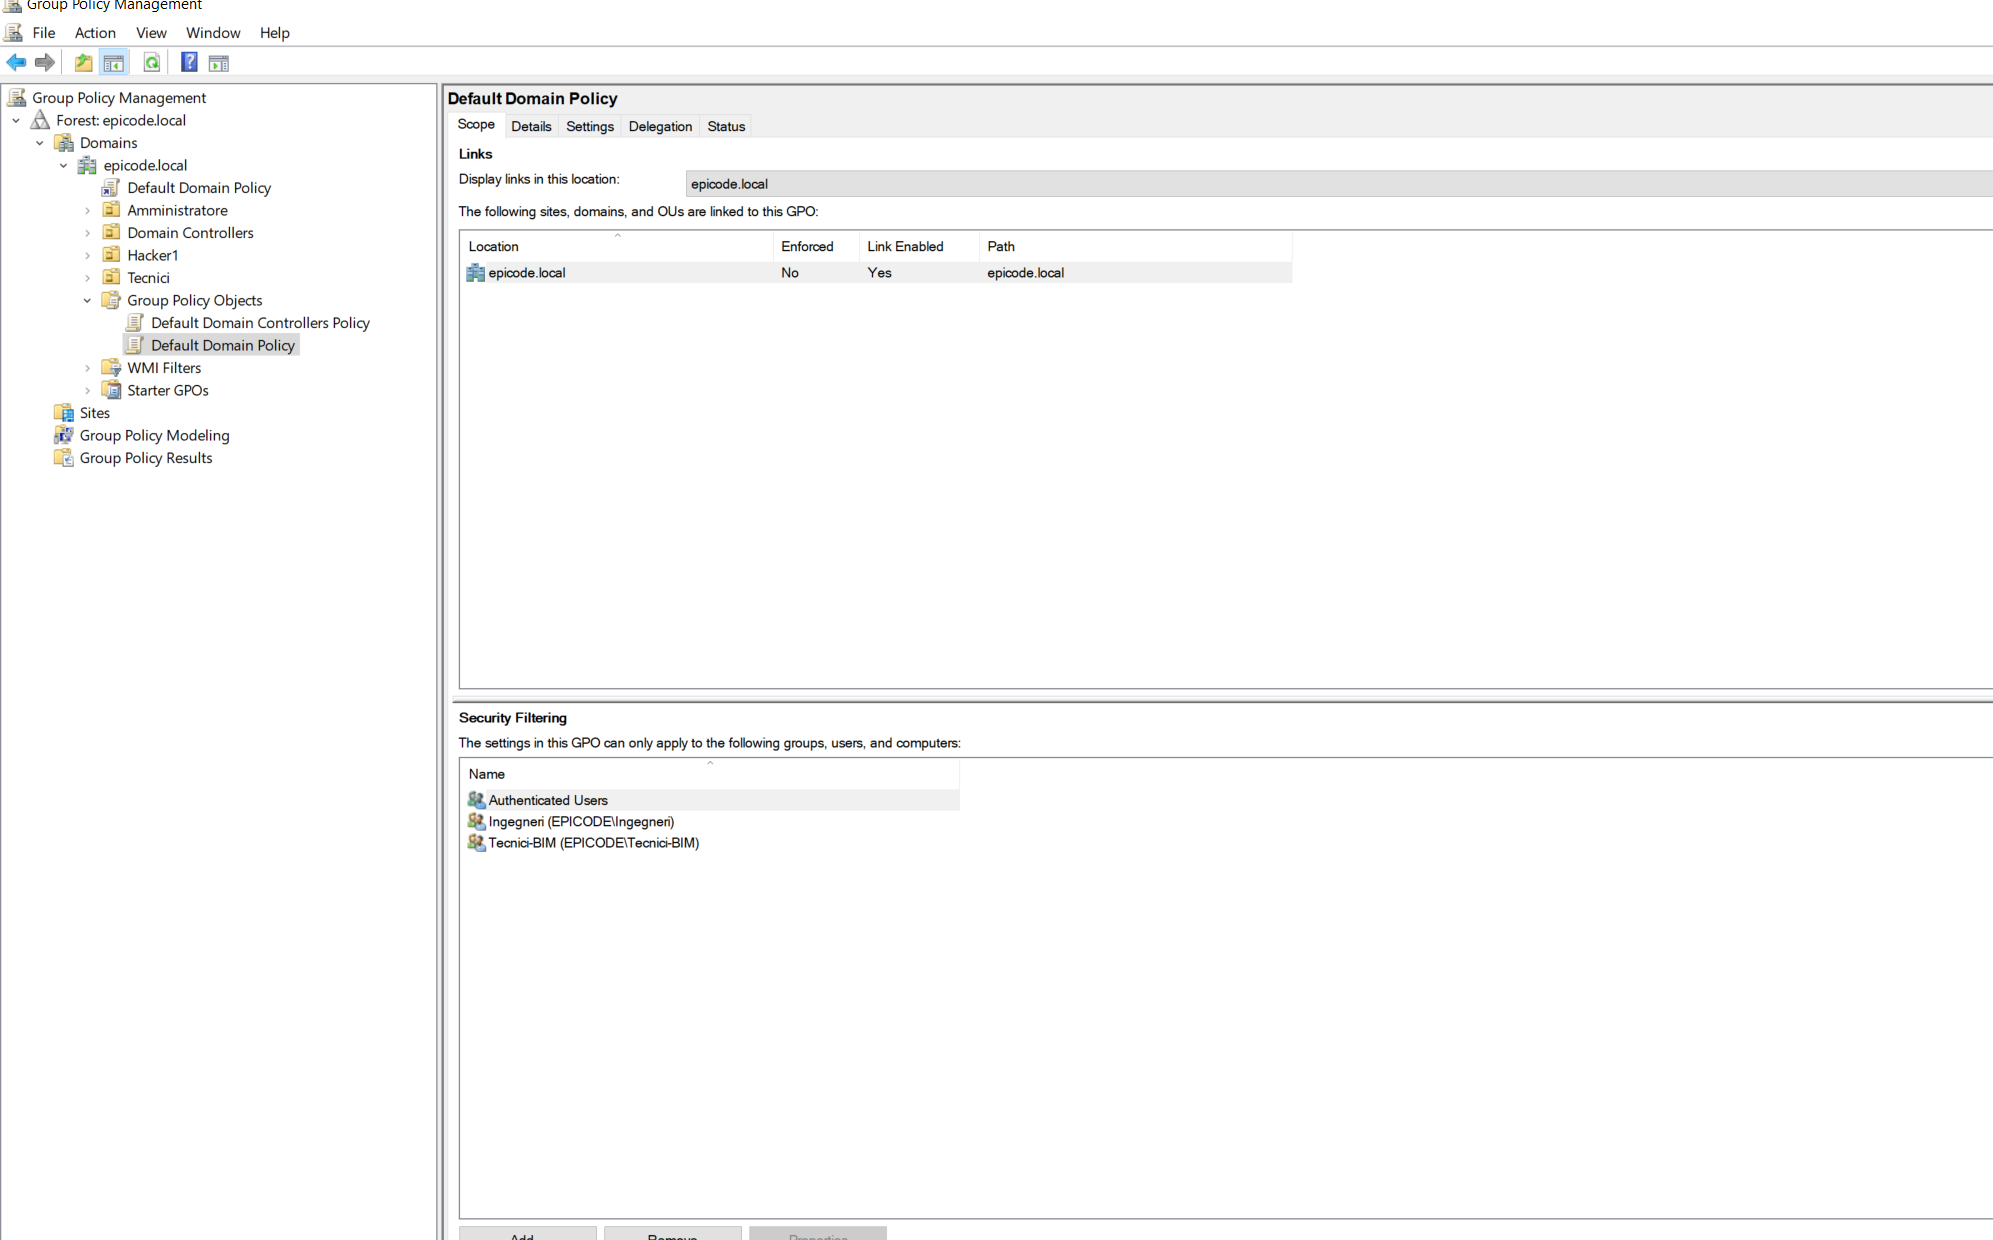 Group Policy Management
File Action View Window Help
Group Policy Management
Forest: epicode.local
Domains
epicode.local
Default Domain Policy
Amministratore
Domain Controllers
Hacker1
Tecnici
Group Policy Objects
Default Domain Controllers Policy
Default Domain Policy
WMI Filters
Starter GPOs
Sites
Group Policy Modeling
Group Policy Results
Default Domain Policy
Scope Details Settings Delegation Status
Links
Display links in this location: epicode.local
The following sites, domains, and OUs are linked to this GPO:
Location Enforced Link Enabled Path
epicode.local No Yes epicode.local
Security Filtering
The settings in this GPO can only apply to the following groups, users, and computers:
Name
Authenticated Users
Ingegneri (EPICODE\Ingegneri)
Tecnici-BIM (EPICODE\Tecnici-BIM)
Add... Remove Properties